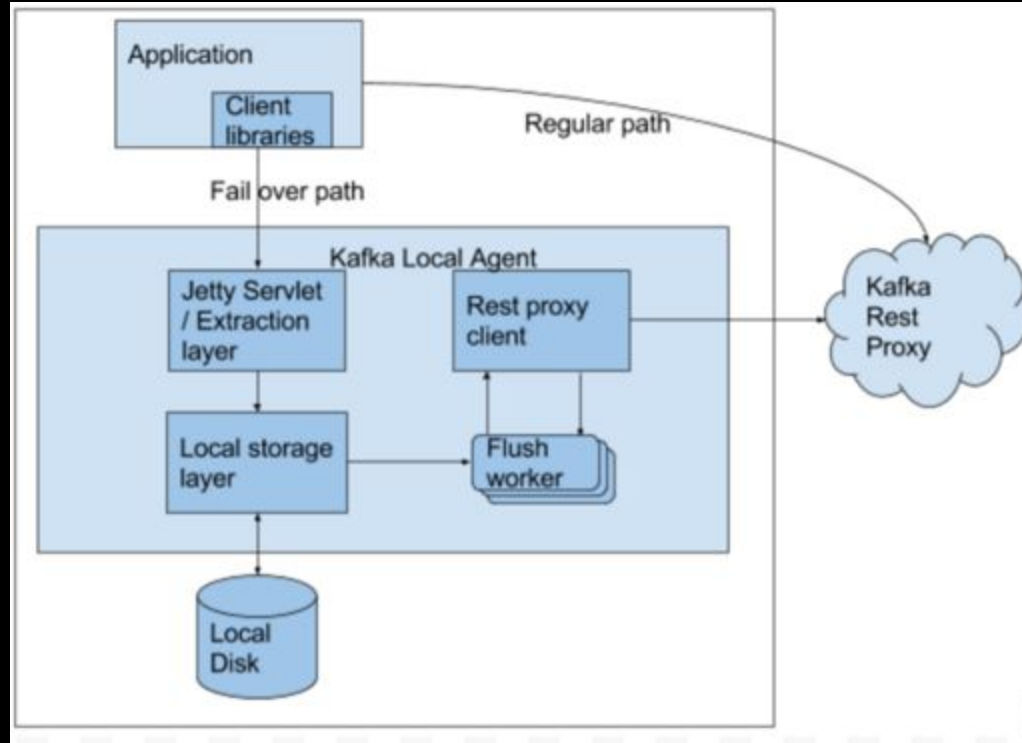 Application
Client
libraries
Regular path
Fail over path
Kafka Local Agent
Jetty Servlet
/ Extraction
layer
Rest proxy
client
Kafka
Rest
Proxy
Local storage
layer
Flush
worker
Local
Disk